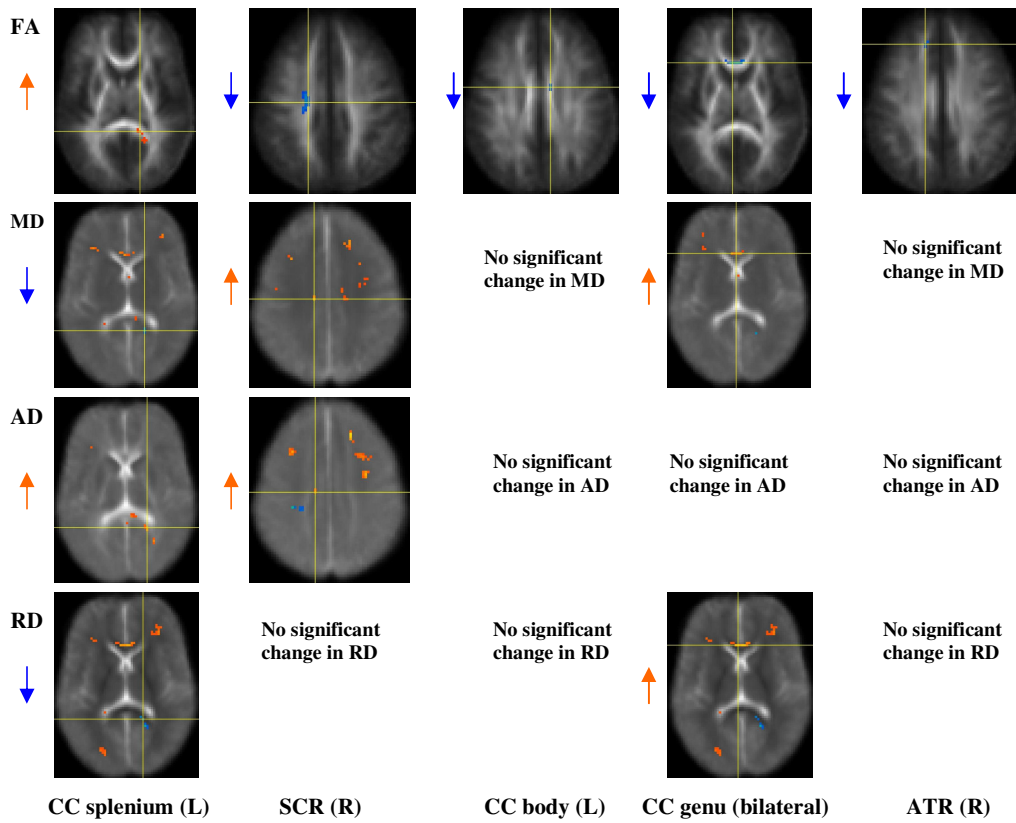 FA
MD
No significant
change in MD
No significant
change in MD
AD
No significant
change in AD
No significant
change in AD
No significant
change in AD
RD
No significant
change in RD
No significant
change in RD
No significant
change in RD
CC splenium (L)
SCR (R)
CC body (L)
CC genu (bilateral)
ATR (R)